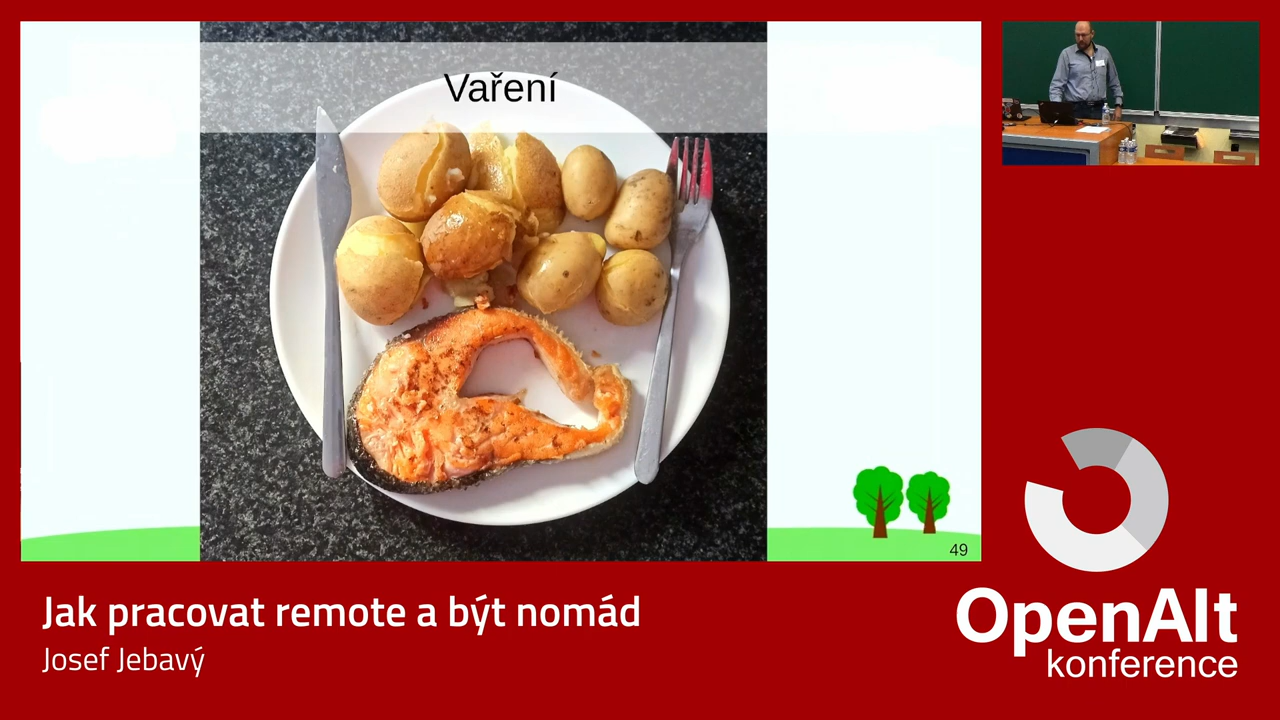 Vaření
49
Jak pracovat remote a být nomád
Josef Jebavý
OpenAlt
konference